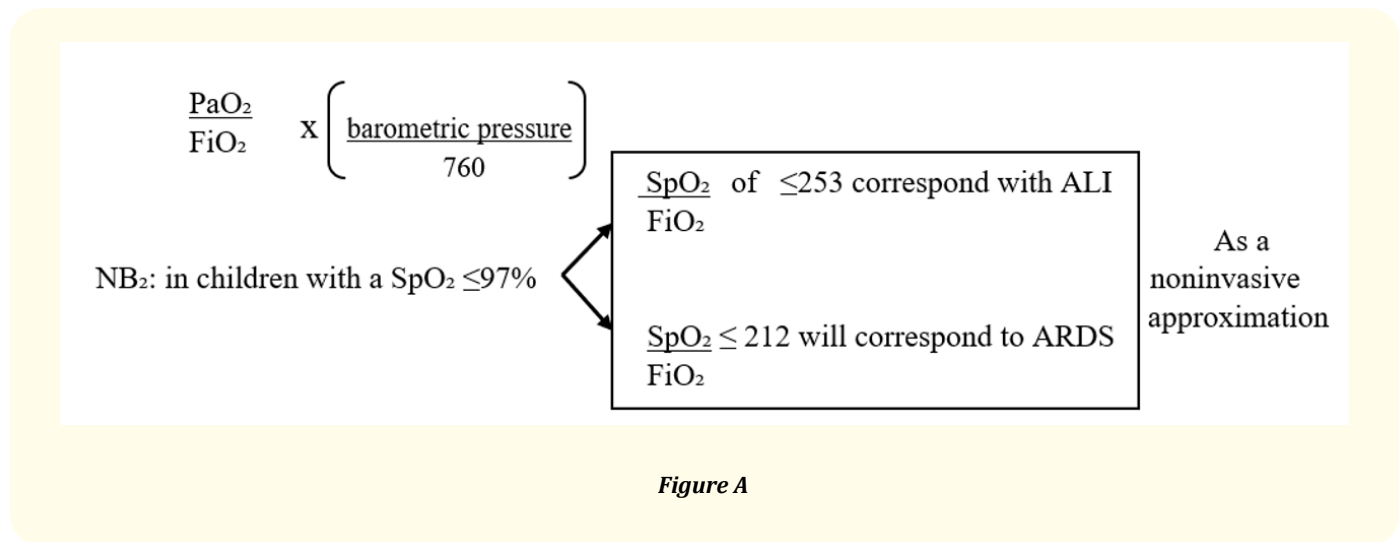 PaO₂
FiO₂
x
barometric pressure
760
SpO₂ of ≤253 correspond with ALI
FiO₂
NB₂: in children with a SpO₂ ≤97%
As a
noninvasive
approximation
SpO₂ ≤ 212 will correspond to ARDS
FiO₂
Figure A